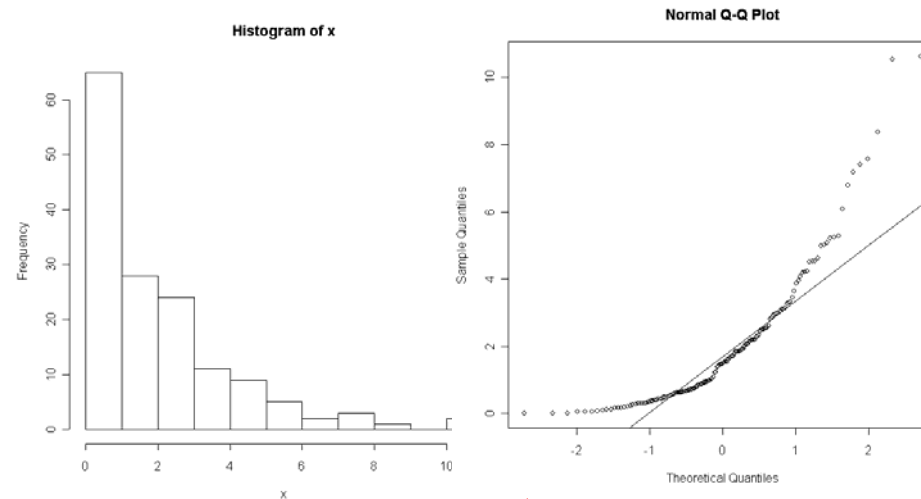 Histogram of x
Frequency
60
50
40
30
20
10
0
0 2 4 6 8 10
x
Normal Q-Q Plot
Sample Quantiles
10
8
6
4
2
0
-2 -1 0 1 2
Theoretical Quantiles